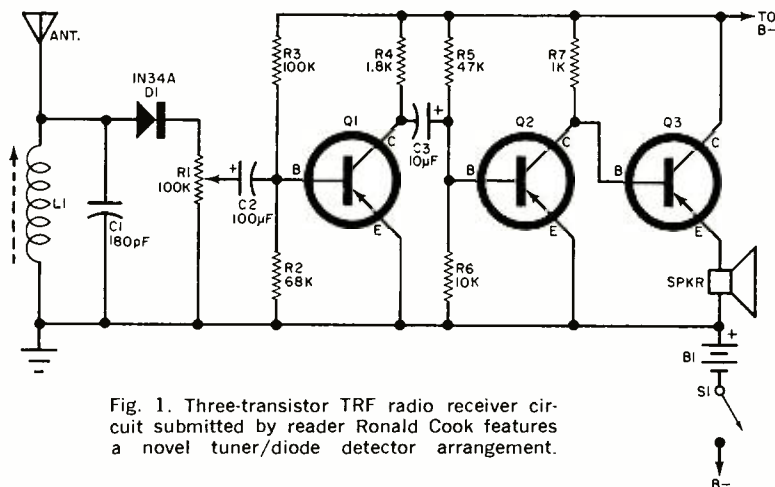 ANT.
TO
B-
R3
100K
R4
1.8K
R5
47K
R7
1K
IN34A
D1
Q1
Q2
Q3
C
C
C
+
C3
10µF
R1
100K
+
C2
100µF
B
B
B
L1
C1
180pF
E
E
E
R2
68K
R6
10K
SPKR
+
B1
S1
B-
Fig. 1. Three-transistor TRF radio receiver cir-
cuit submitted by reader Ronald Cook features
a novel tuner/diode detector arrangement.